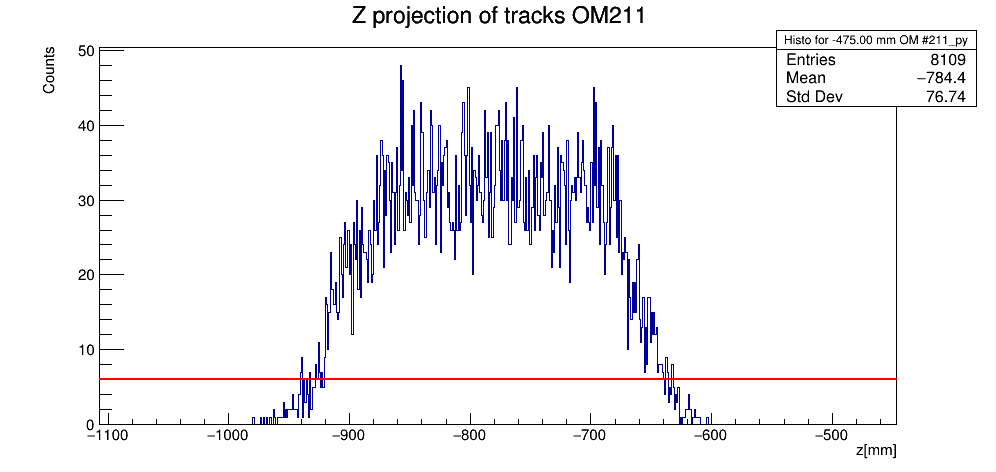 Z projection of tracks OM211
Histo for -475.00 mm OM #211_py
Entries 8109
Mean −784.4
Std Dev 76.74
Counts
50
40
30
20
10
0
−1100 −1000 −900 −800 −700 −600 −500
z[mm]